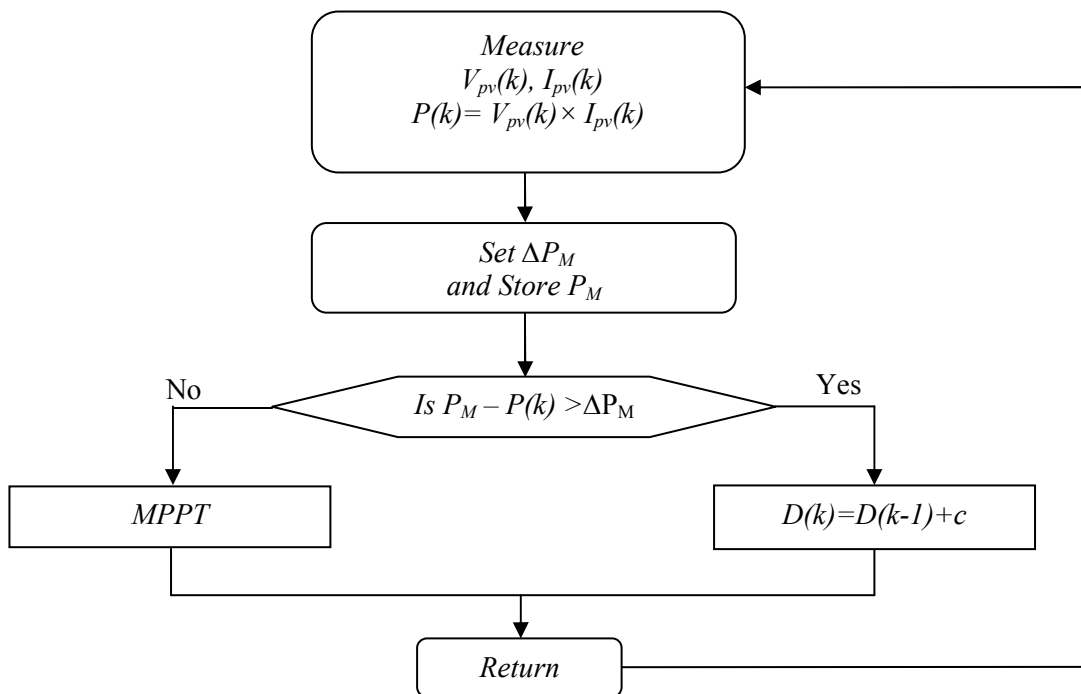 Measure
Vpv(k), Ipv(k)
P(k)= Vpv(k)× Ipv(k)
Set ΔPM
and Store PM
No
Is PM – P(k) >ΔPM
Yes
MPPT
D(k)=D(k-1)+c
Return